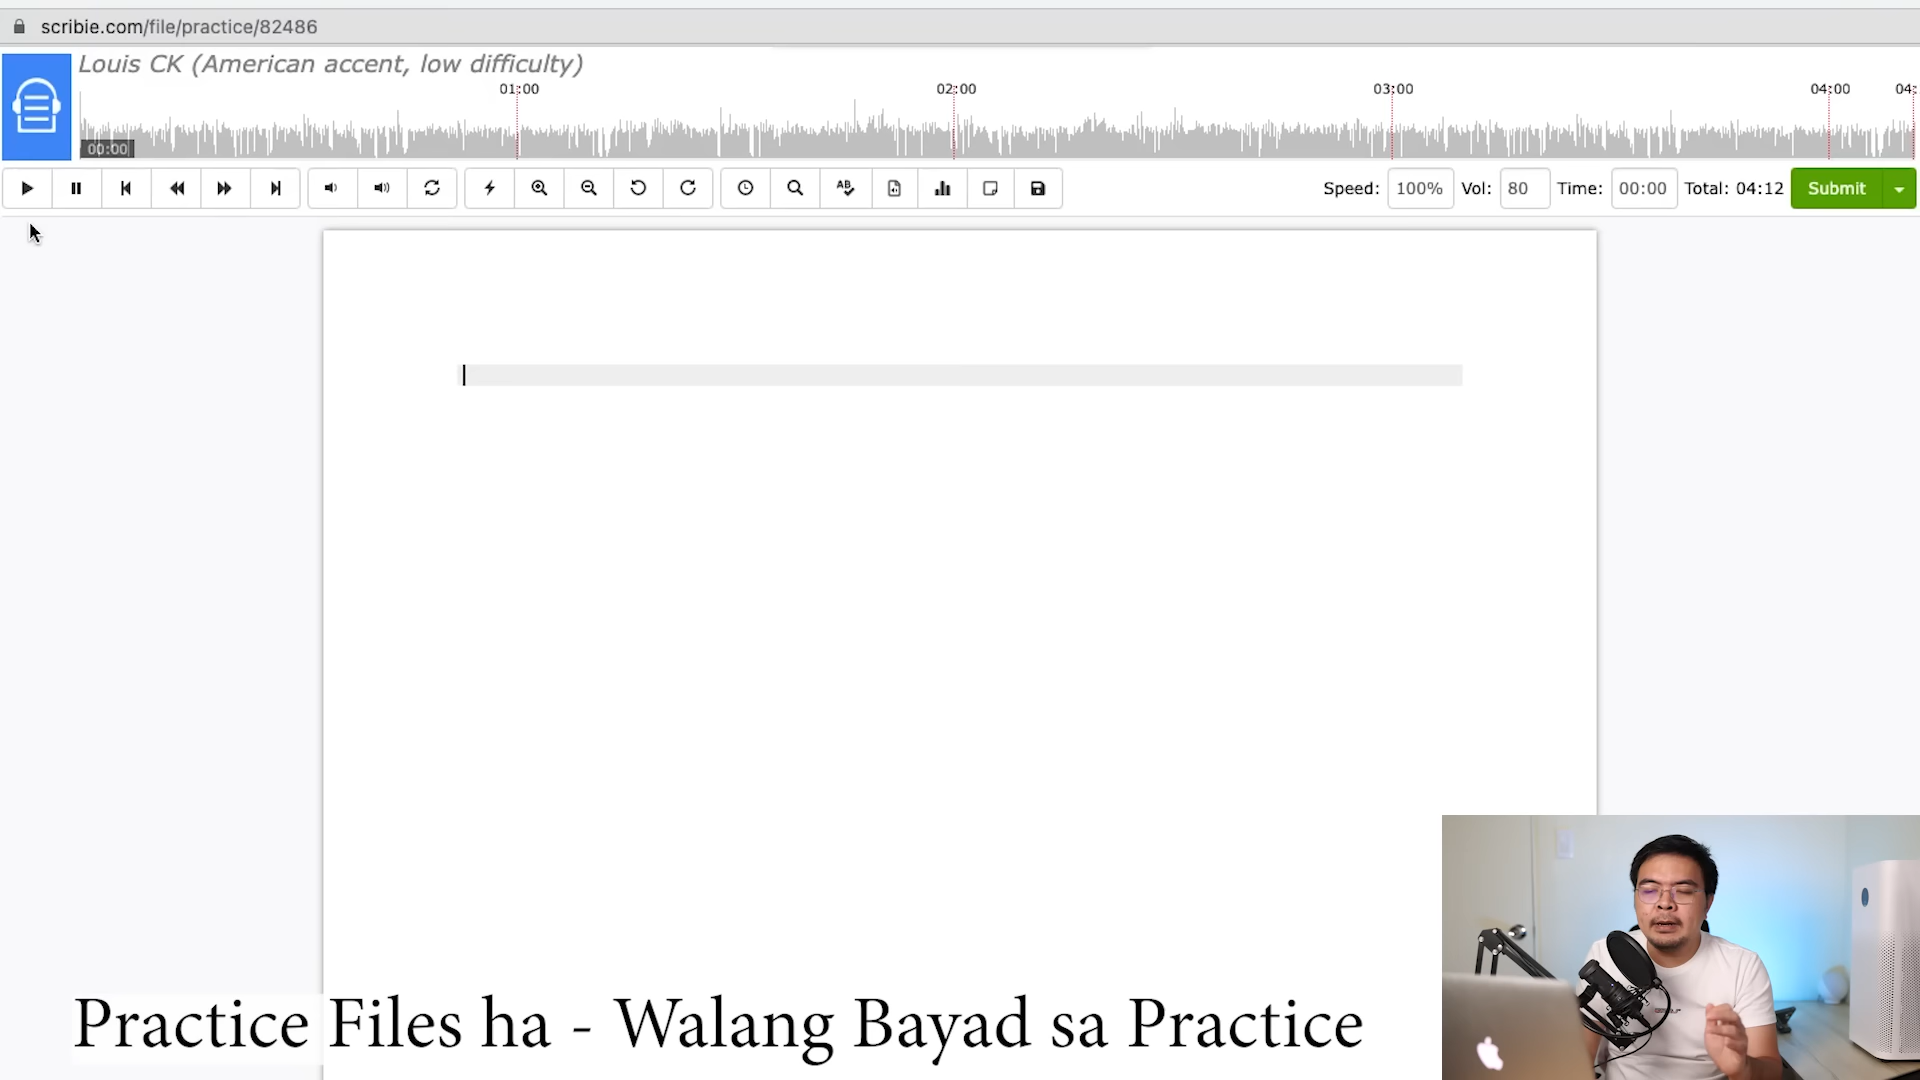 scribie.com/file/practice/82486
Louis CK (American accent, low difficulty)
01:00 02:00 03:00 04:00 04:
00:00
Speed: 100% Vol: 80 Time: 00:00 Total: 04:12 Submit
Practice Files ha - Walang Bayad sa Practice